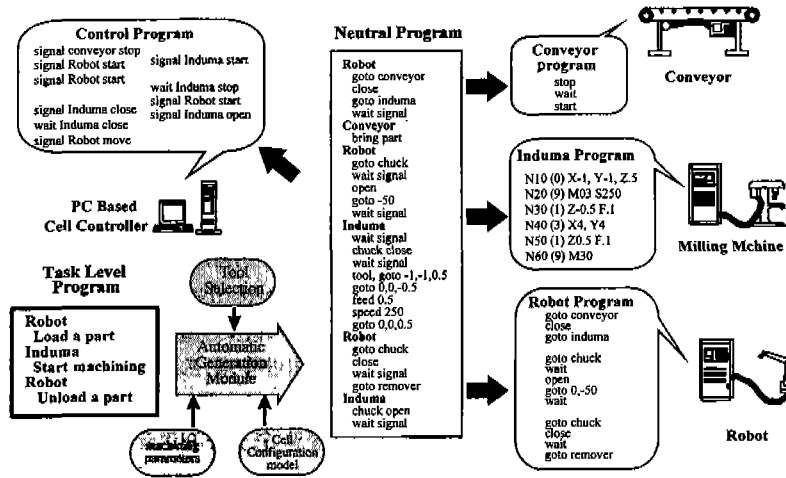 Control Program
signal conveyor stop
signal Robot start
signal Robot start
signal Induma close
wait Induma close
signal Robot move
signal Induma start
wait Induma stop
signal Robot start
signal Induma open
PC Based
Cell Controller
Task Level
Program
Robot
Load a part
Induma
Start machining
Robot
Unload a part
Tool
Selection
Automatic
Generation
Module
parameters
Cell
Configuration
model
Neutral Program
Robot
goto conveyor
close
goto induma
wait signal
Conveyor
bring part
Robot
goto chuck
wait signal
open
goto -50
wait signal
Induma
wait signal
chuck close
wait signal
tool, goto -1,-1,0.5
goto 0,0,-0.5
feed 0.5
speed 250
goto 0,0,0.5
Robot
goto chuck
close
wait signal
goto remover
Induma
chuck open
wait signal
Conveyor
program
stop
wait
start
Conveyor
Induma Program
N10 (0) X-1, Y-1, Z.5
N20 (9) M03 S250
N30 (1) Z-0.5 F.1
N40 (3) X4, Y4
N50 (1) Z0.5 F.1
N60 (9) M30
Milling Mchine
Robot Program
goto conveyor
close
goto induma
goto chuck
wait
open
goto 0,-50
wait
goto chuck
close
wait
goto remover
Robot